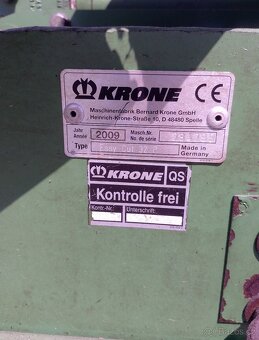 KRONE CE
Maschinenfabrik Bernard Krone GmbH
Heinrich-Krone-Straße 10, D 48480 Spelle
Jahr
Année 2009 Masch.Nr.
No. de série
Type Made in
Germany
KRONE QS
Kontrolle frei
Kontr.-Nr.: Unterschrift: